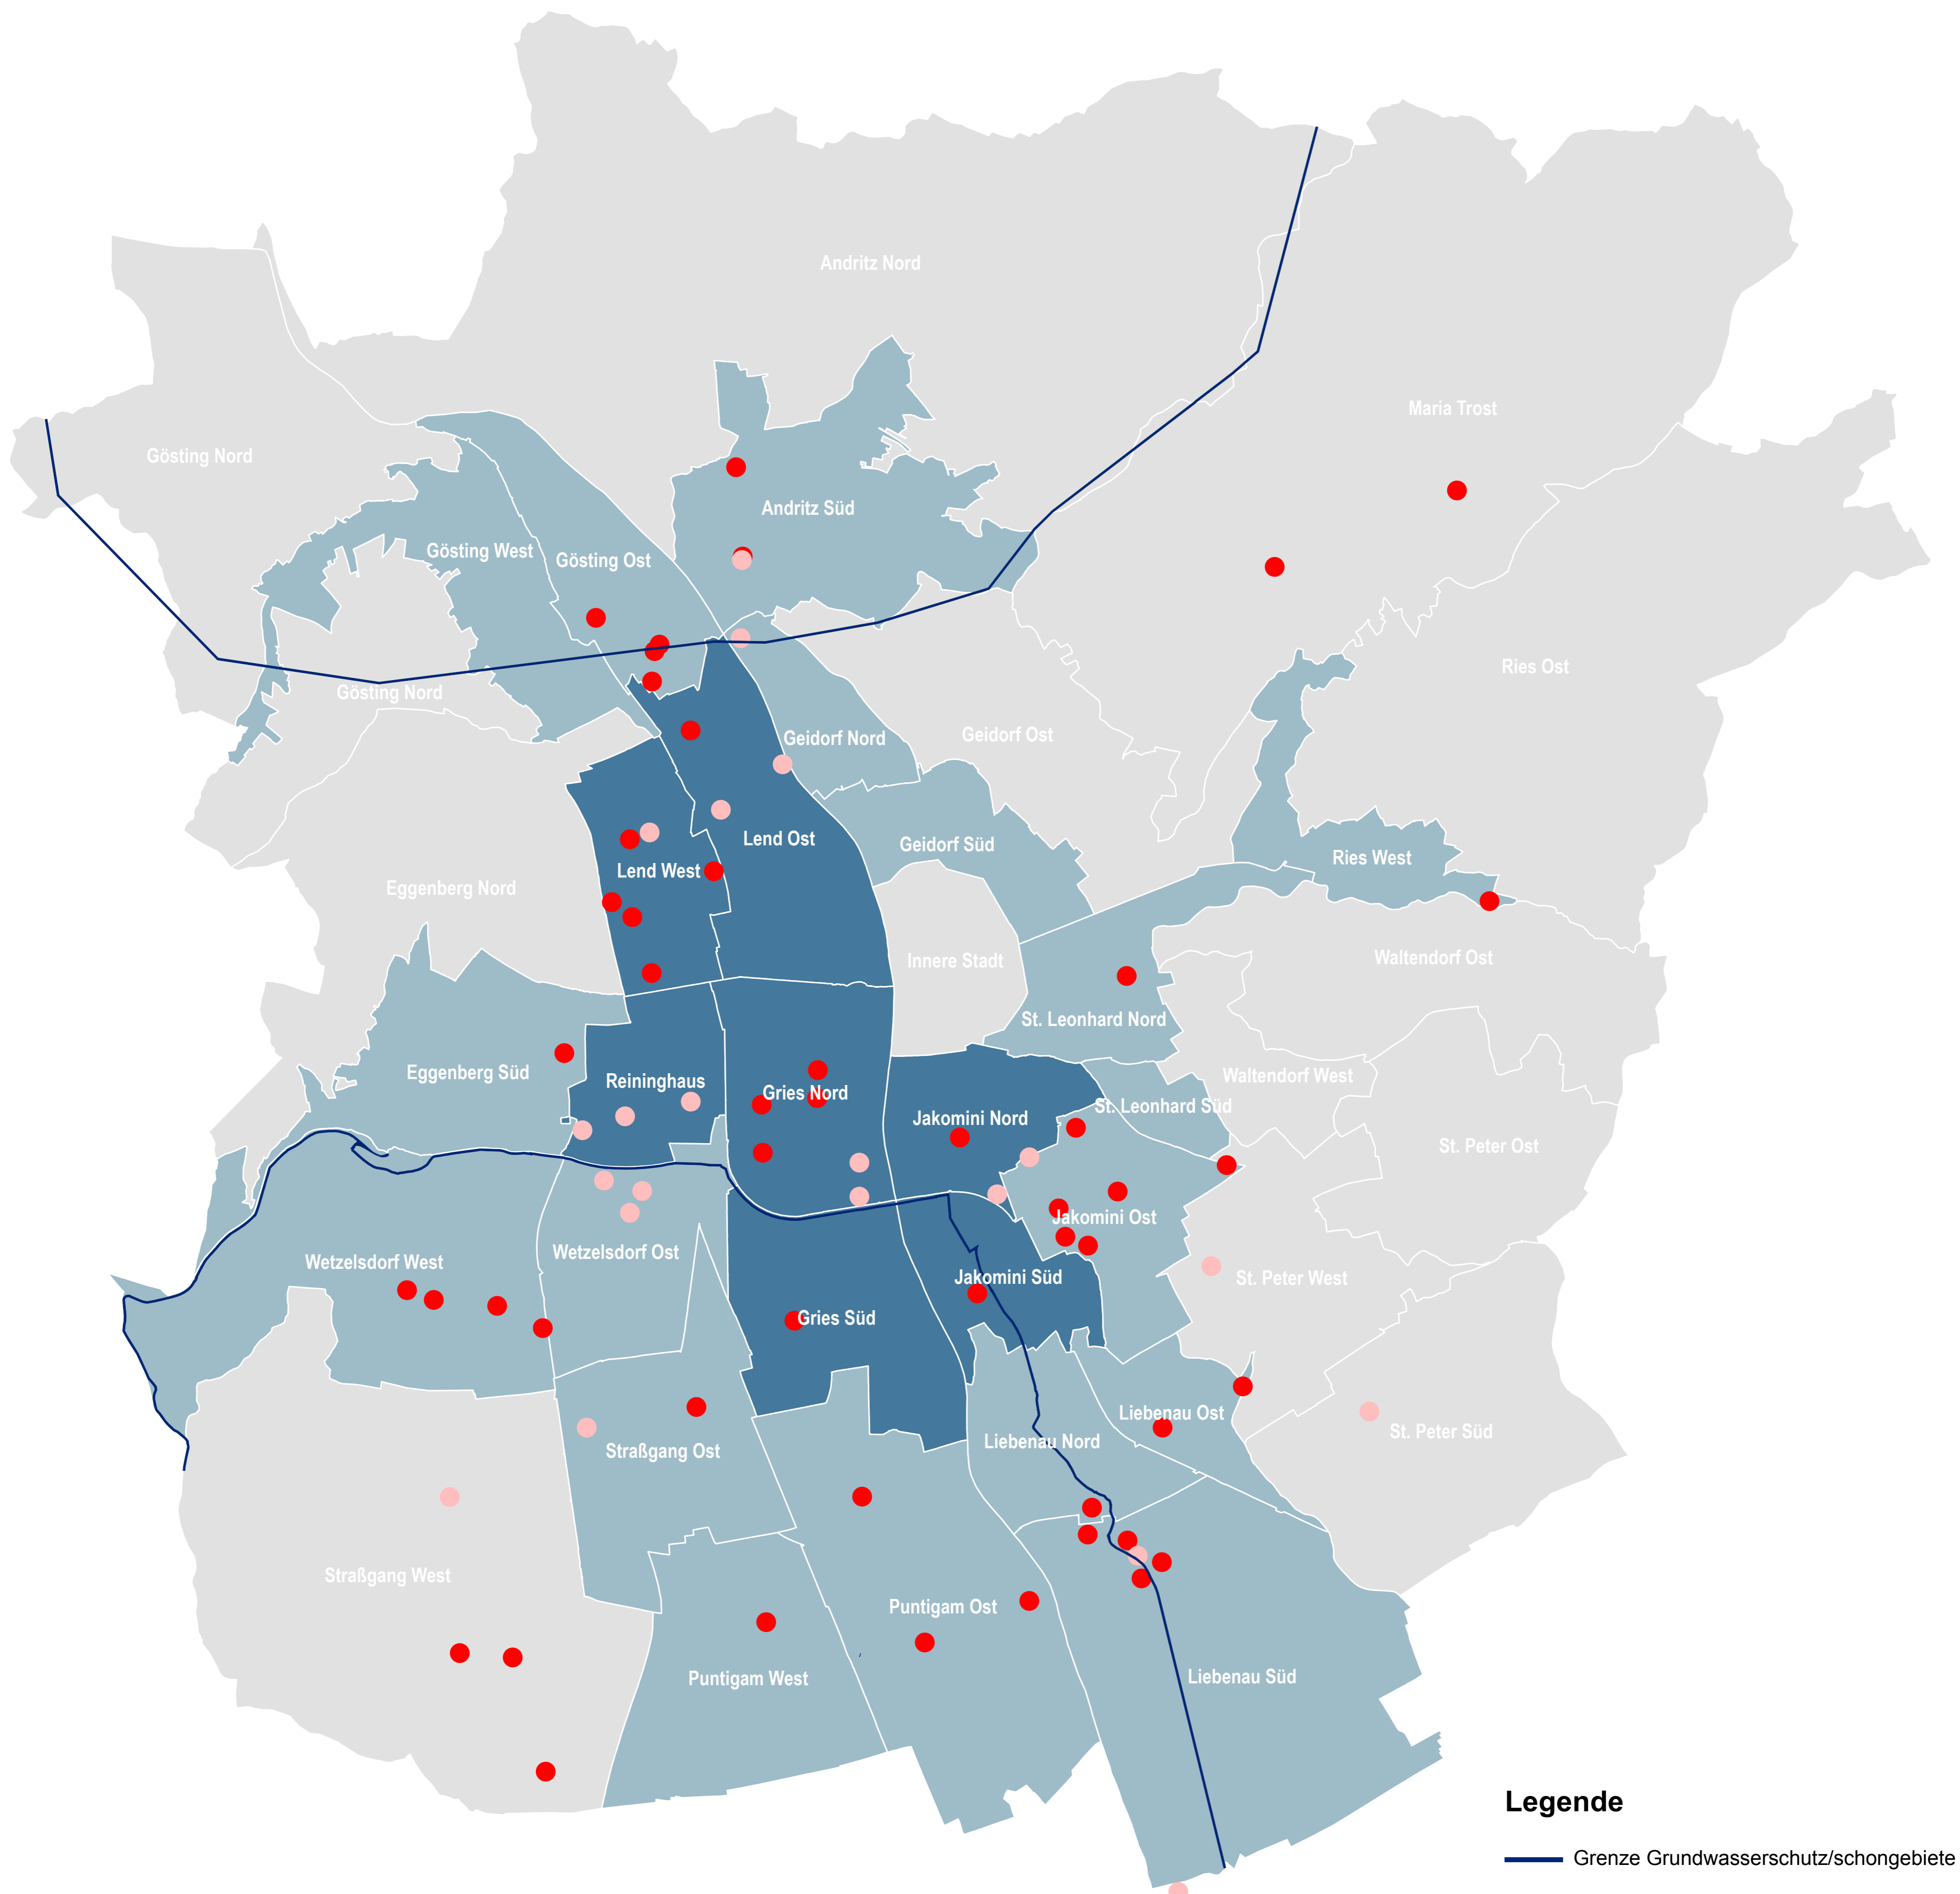 Andritz Nord
Maria Trost
Gösting Nord
Andritz Süd
Gösting West
Gösting Ost
Ries Ost
Gösting Nord
Geidorf Nord
Geidorf Ost
Lend Ost
Geidorf Süd
Ries West
Lend West
Eggenberg Nord
Innere Stadt
Waltendorf Ost
St. Leonhard Nord
Eggenberg Süd
Reininghaus
Gries Nord
Waltendorf West
St. Leonhard Süd
Jakomini Nord
St. Peter Ost
Jakomini Ost
Wetzelsdorf West
Wetzelsdorf Ost
Jakomini Süd
St. Peter West
Gries Süd
Liebenau Ost
Straßgang Ost
Liebenau Nord
St. Peter Süd
Straßgang West
Puntigam Ost
Puntigam West
Liebenau Süd
Legende
Grenze Grundwasserschutz/schongebiete